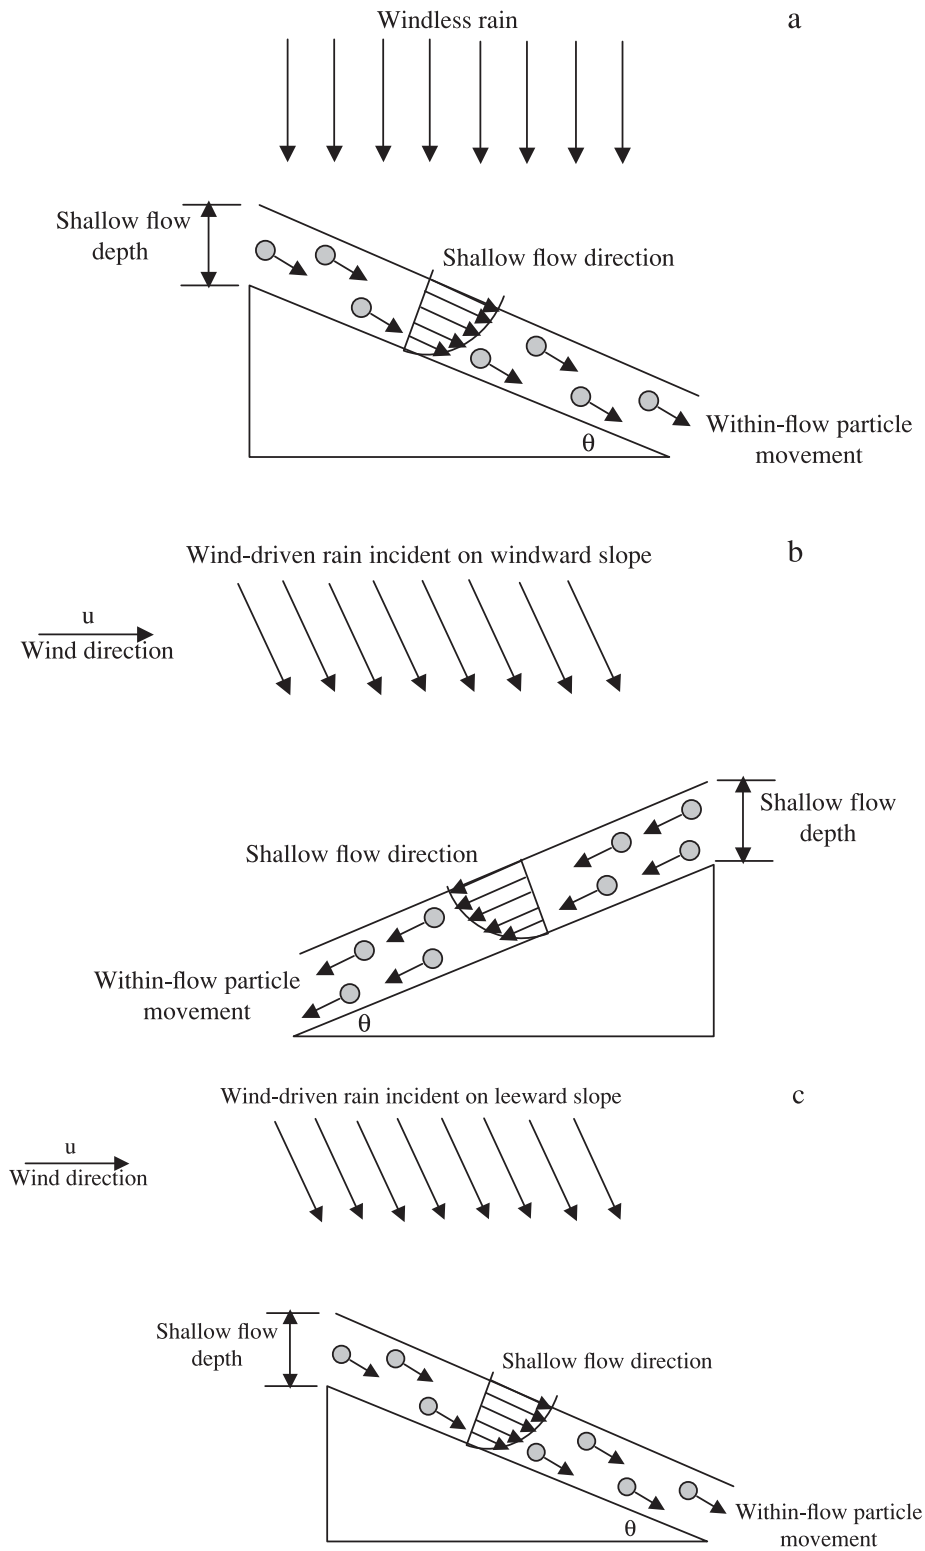 Windless rain
a
Shallow flow
depth
Shallow flow direction
Within-flow particle
movement
θ
b
Wind-driven rain incident on windward slope
u
Wind direction
Shallow flow
depth
Shallow flow direction
Within-flow particle
movement
θ
c
Wind-driven rain incident on leeward slope
u
Wind direction
Shallow flow
depth
Shallow flow direction
Within-flow particle
movement
θ